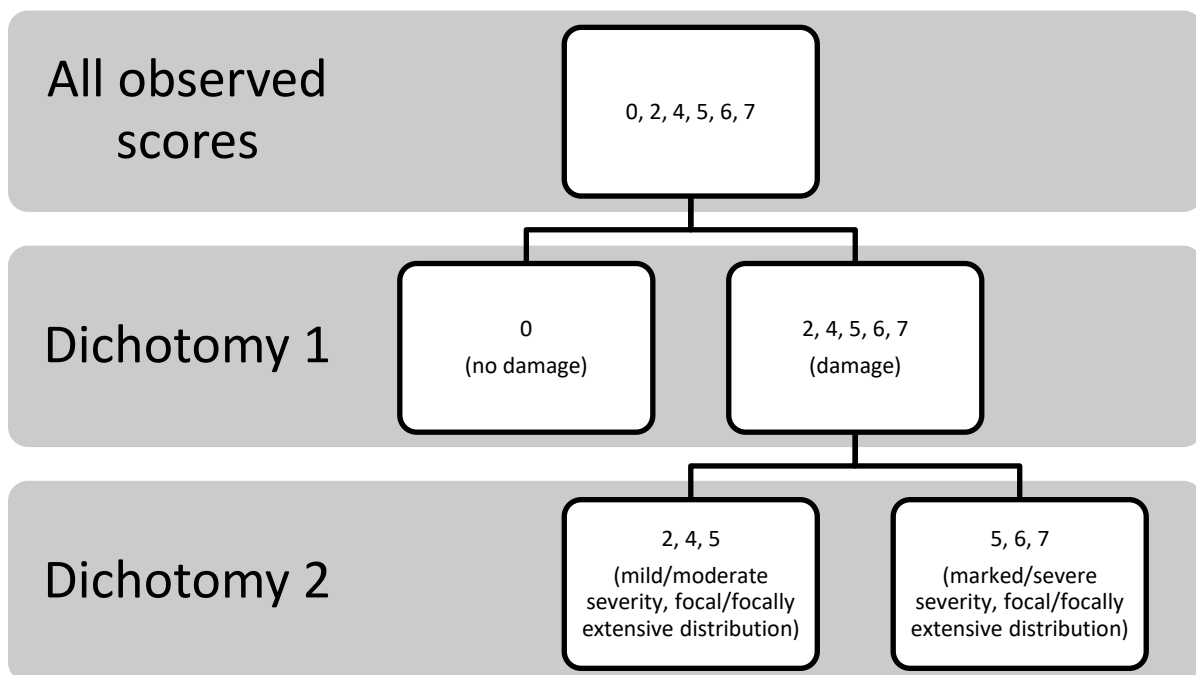 All observed
scores
0, 2, 4, 5, 6, 7
Dichotomy 1
0
(no damage)
2, 4, 5, 6, 7
(damage)
Dichotomy 2
2, 4, 5
(mild/moderate
severity, focal/focally
extensive distribution)
5, 6, 7
(marked/severe
severity, focal/focally
extensive distribution)